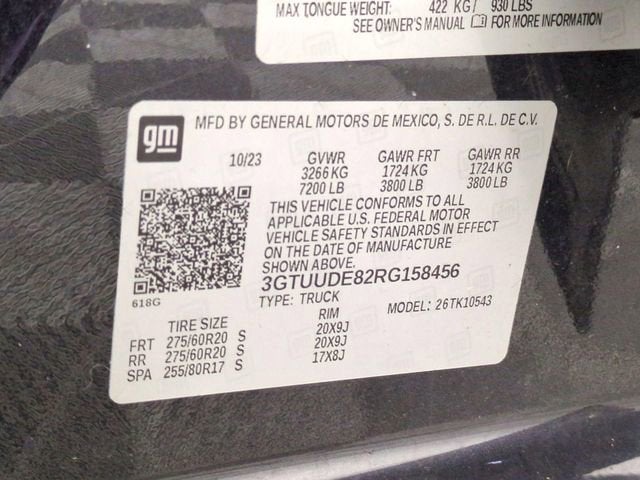 MAX TONGUE WEIGHT: 422 KG/ 930 LBS
SEE OWNER'S MANUAL FOR MORE INFORMATION
gm MFD BY GENERAL MOTORS DE MEXICO, S. DE R.L. DE C.V.
10/23 GVWR GAWR FRT GAWR RR
3266 KG 1724 KG 1724 KG
7200 LB 3800 LB 3800 LB
THIS VEHICLE CONFORMS TO ALL
APPLICABLE U.S. FEDERAL MOTOR
VEHICLE SAFETY STANDARDS IN EFFECT
ON THE DATE OF MANUFACTURE
SHOWN ABOVE.
618G 3GTUUDE82RG158456
TYPE: TRUCK MODEL: 26TK10543
TIRE SIZE RIM
FRT 275/60R20 S 20X9J
RR 275/60R20 S 20X9J
SPA 255/80R17 S 17X8J